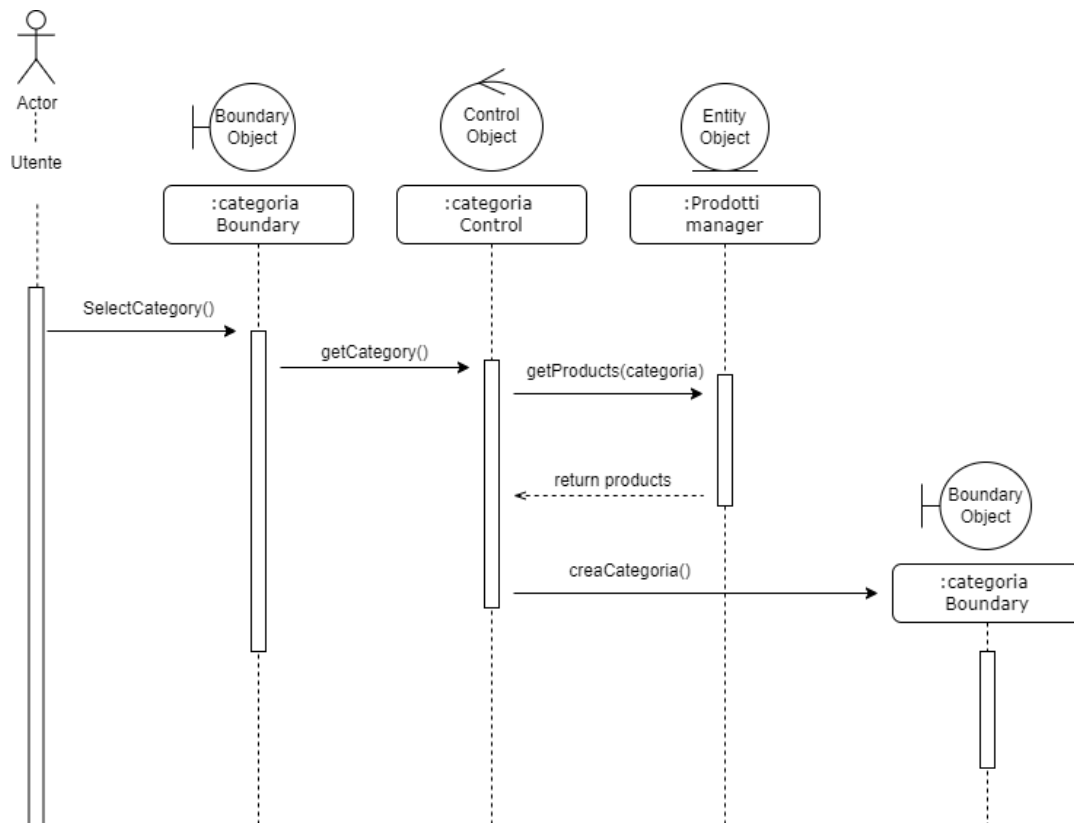 Actor
Utente
Boundary
Object
:categoria
Boundary
Control
Object
:categoria
Control
Entity
Object
:Prodotti
manager
SelectCategory()
getCategory()
getProducts(categoria)
return products
Boundary
Object
creaCategoria()
:categoria
Boundary